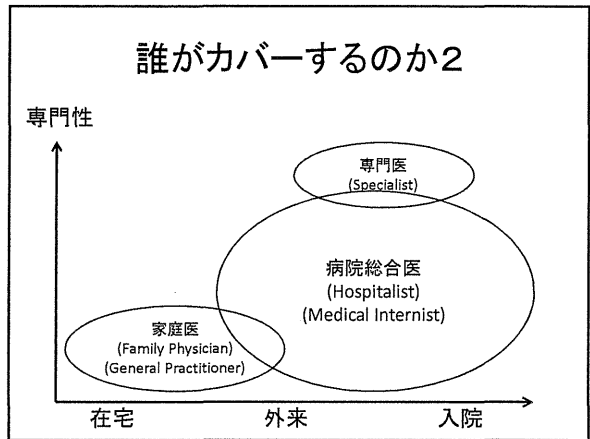 誰がカバーするのか2
専門性
専門医
(Specialist)
病院総合医
(Hospitalist)
(Medical Internist)
家庭医
(Family Physician)
(General Practitioner)
在宅 外来 入院